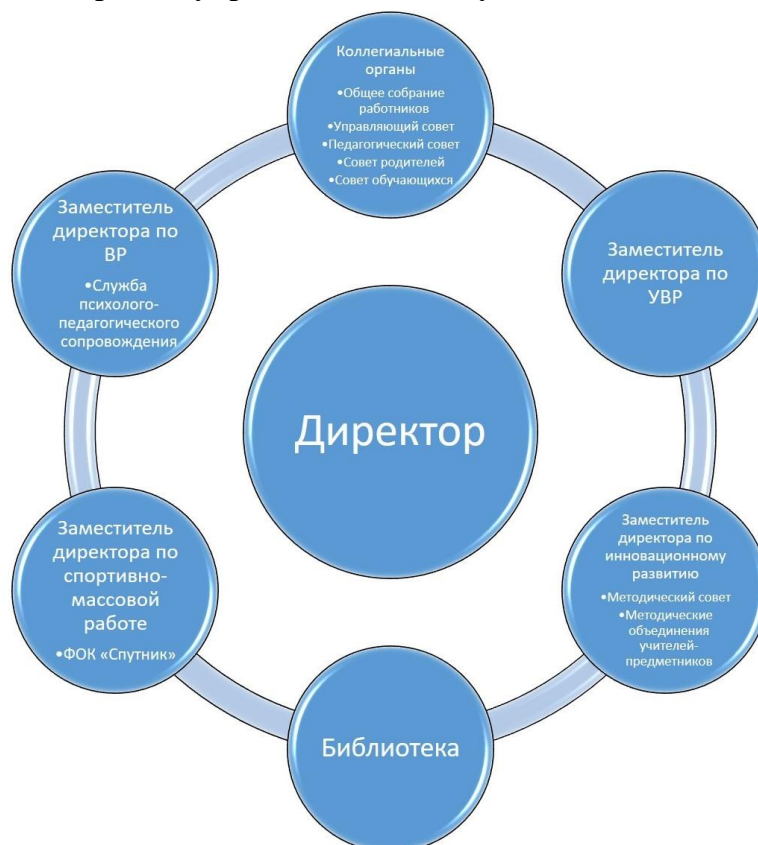 Коллегиальные
органы
•Общее собрание
работников
•Управляющий совет
•Педагогический совет
•Совет родителей
•Совет обучающихся
Заместитель
директора по
УВР
Заместитель
директора по
инновационному
развитию
•Методический совет
•Методические
объединения
учителей-
предметников
Библиотека
Заместитель
директора по
спортивно-
массовой
работе
•ФОК «Спутник»
Заместитель
директора по
ВР
•Служба
психолого-
педагогического
сопровождения
Директор